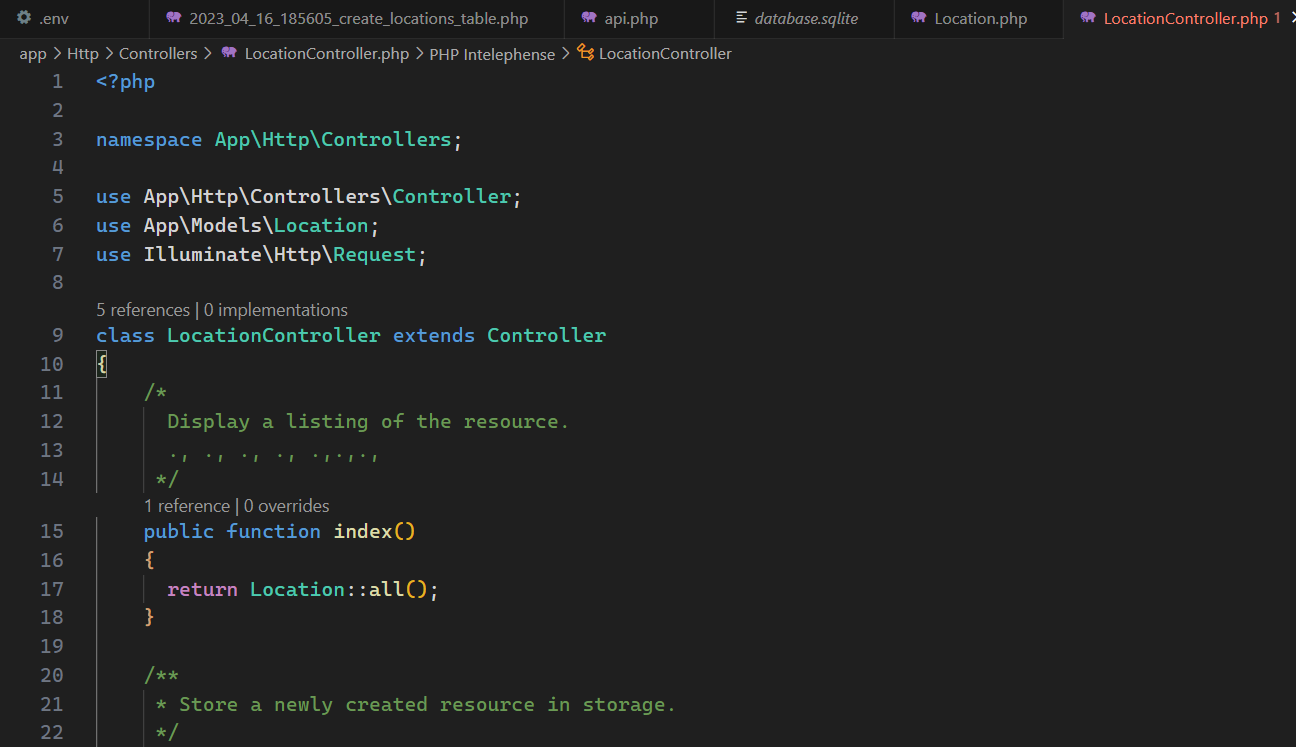 .env 2023_04_16_185605_create_locations_table.php api.php database.sqlite Location.php LocationController.php 1
app > Http > Controllers > LocationController.php > PHP Intelephense > LocationController
1 <?php
2
3 namespace App\Http\Controllers;
4
5 use App\Http\Controllers\Controller;
6 use App\Models\Location;
7 use Illuminate\Http\Request;
8
5 references | 0 implementations
9 class LocationController extends Controller
10 {
11 /*
12 Display a listing of the resource.
13 ., ., ., ., .,.,.,
14 */
1 reference | 0 overrides
15 public function index()
16 {
17 return Location::all();
18 }
19
20 /**
21 * Store a newly created resource in storage.
22 */